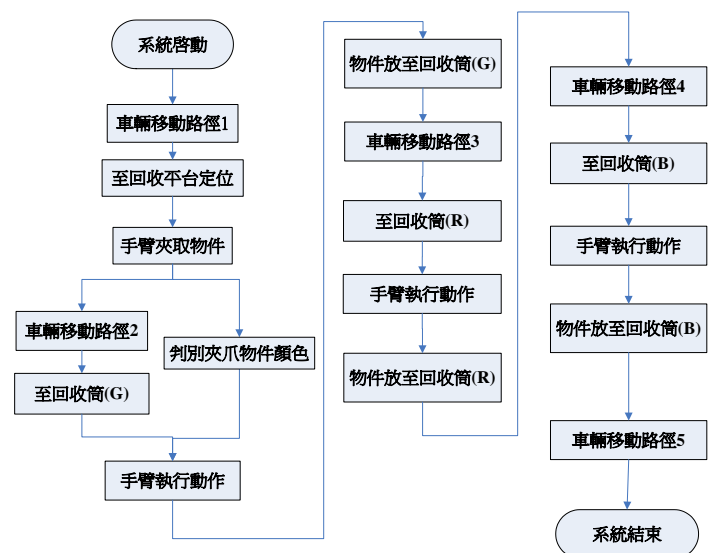 系統啓動
車輛移動路徑1
至回收平台定位
手臂夾取物件
車輛移動路徑2
判別夾爪物件顏色
至回收筒(G)
手臂執行動作
物件放至回收筒(G)
車輛移動路徑3
至回收筒(R)
手臂執行動作
物件放至回收筒(R)
車輛移動路徑4
至回收筒(B)
手臂執行動作
物件放至回收筒(B)
車輛移動路徑5
系統結束